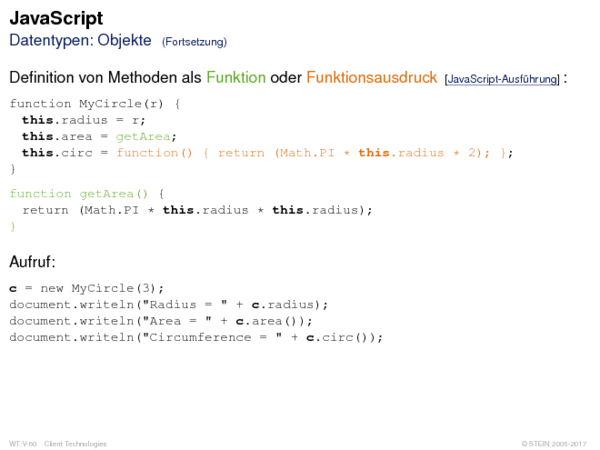 JavaScript
Datentypen: Objekte (Fortsetzung)
Definition von Methoden als Funktion oder Funktionsausdruck [JavaScript-Ausführung] :
function MyCircle(r) {
this.radius = r;
this.area = getArea;
this.circ = function() { return (Math.PI * this.radius * 2); };
}
function getArea() {
return (Math.PI * this.radius * this.radius);
}
Aufruf:
c = new MyCircle(3);
document.writeln("Radius = " + c.radius);
document.writeln("Area = " + c.area());
document.writeln("Circumference = " + c.circ());
WT:V-60 Client Technologies © STEIN 2005-2017